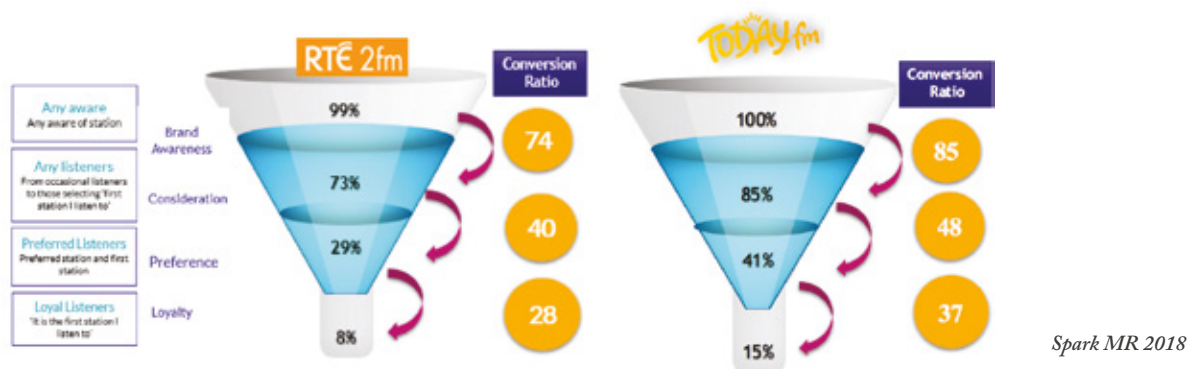 RTÉ 2fm
Conversion
Ratio
TODAY fm
Conversion
Ratio
Any aware
Any aware of station
Brand
Awareness
99%
74
100%
85
Any listeners
From occasional listeners
to those selecting 'first
station I listen to'
Consideration
73%
40
85%
48
Preferred Listeners
Preferred station and first
station
Preference
29%
28
41%
37
Loyal Listeners
'It is the first station I
listen to'
Loyalty
8%
15%
Spark MR 2018